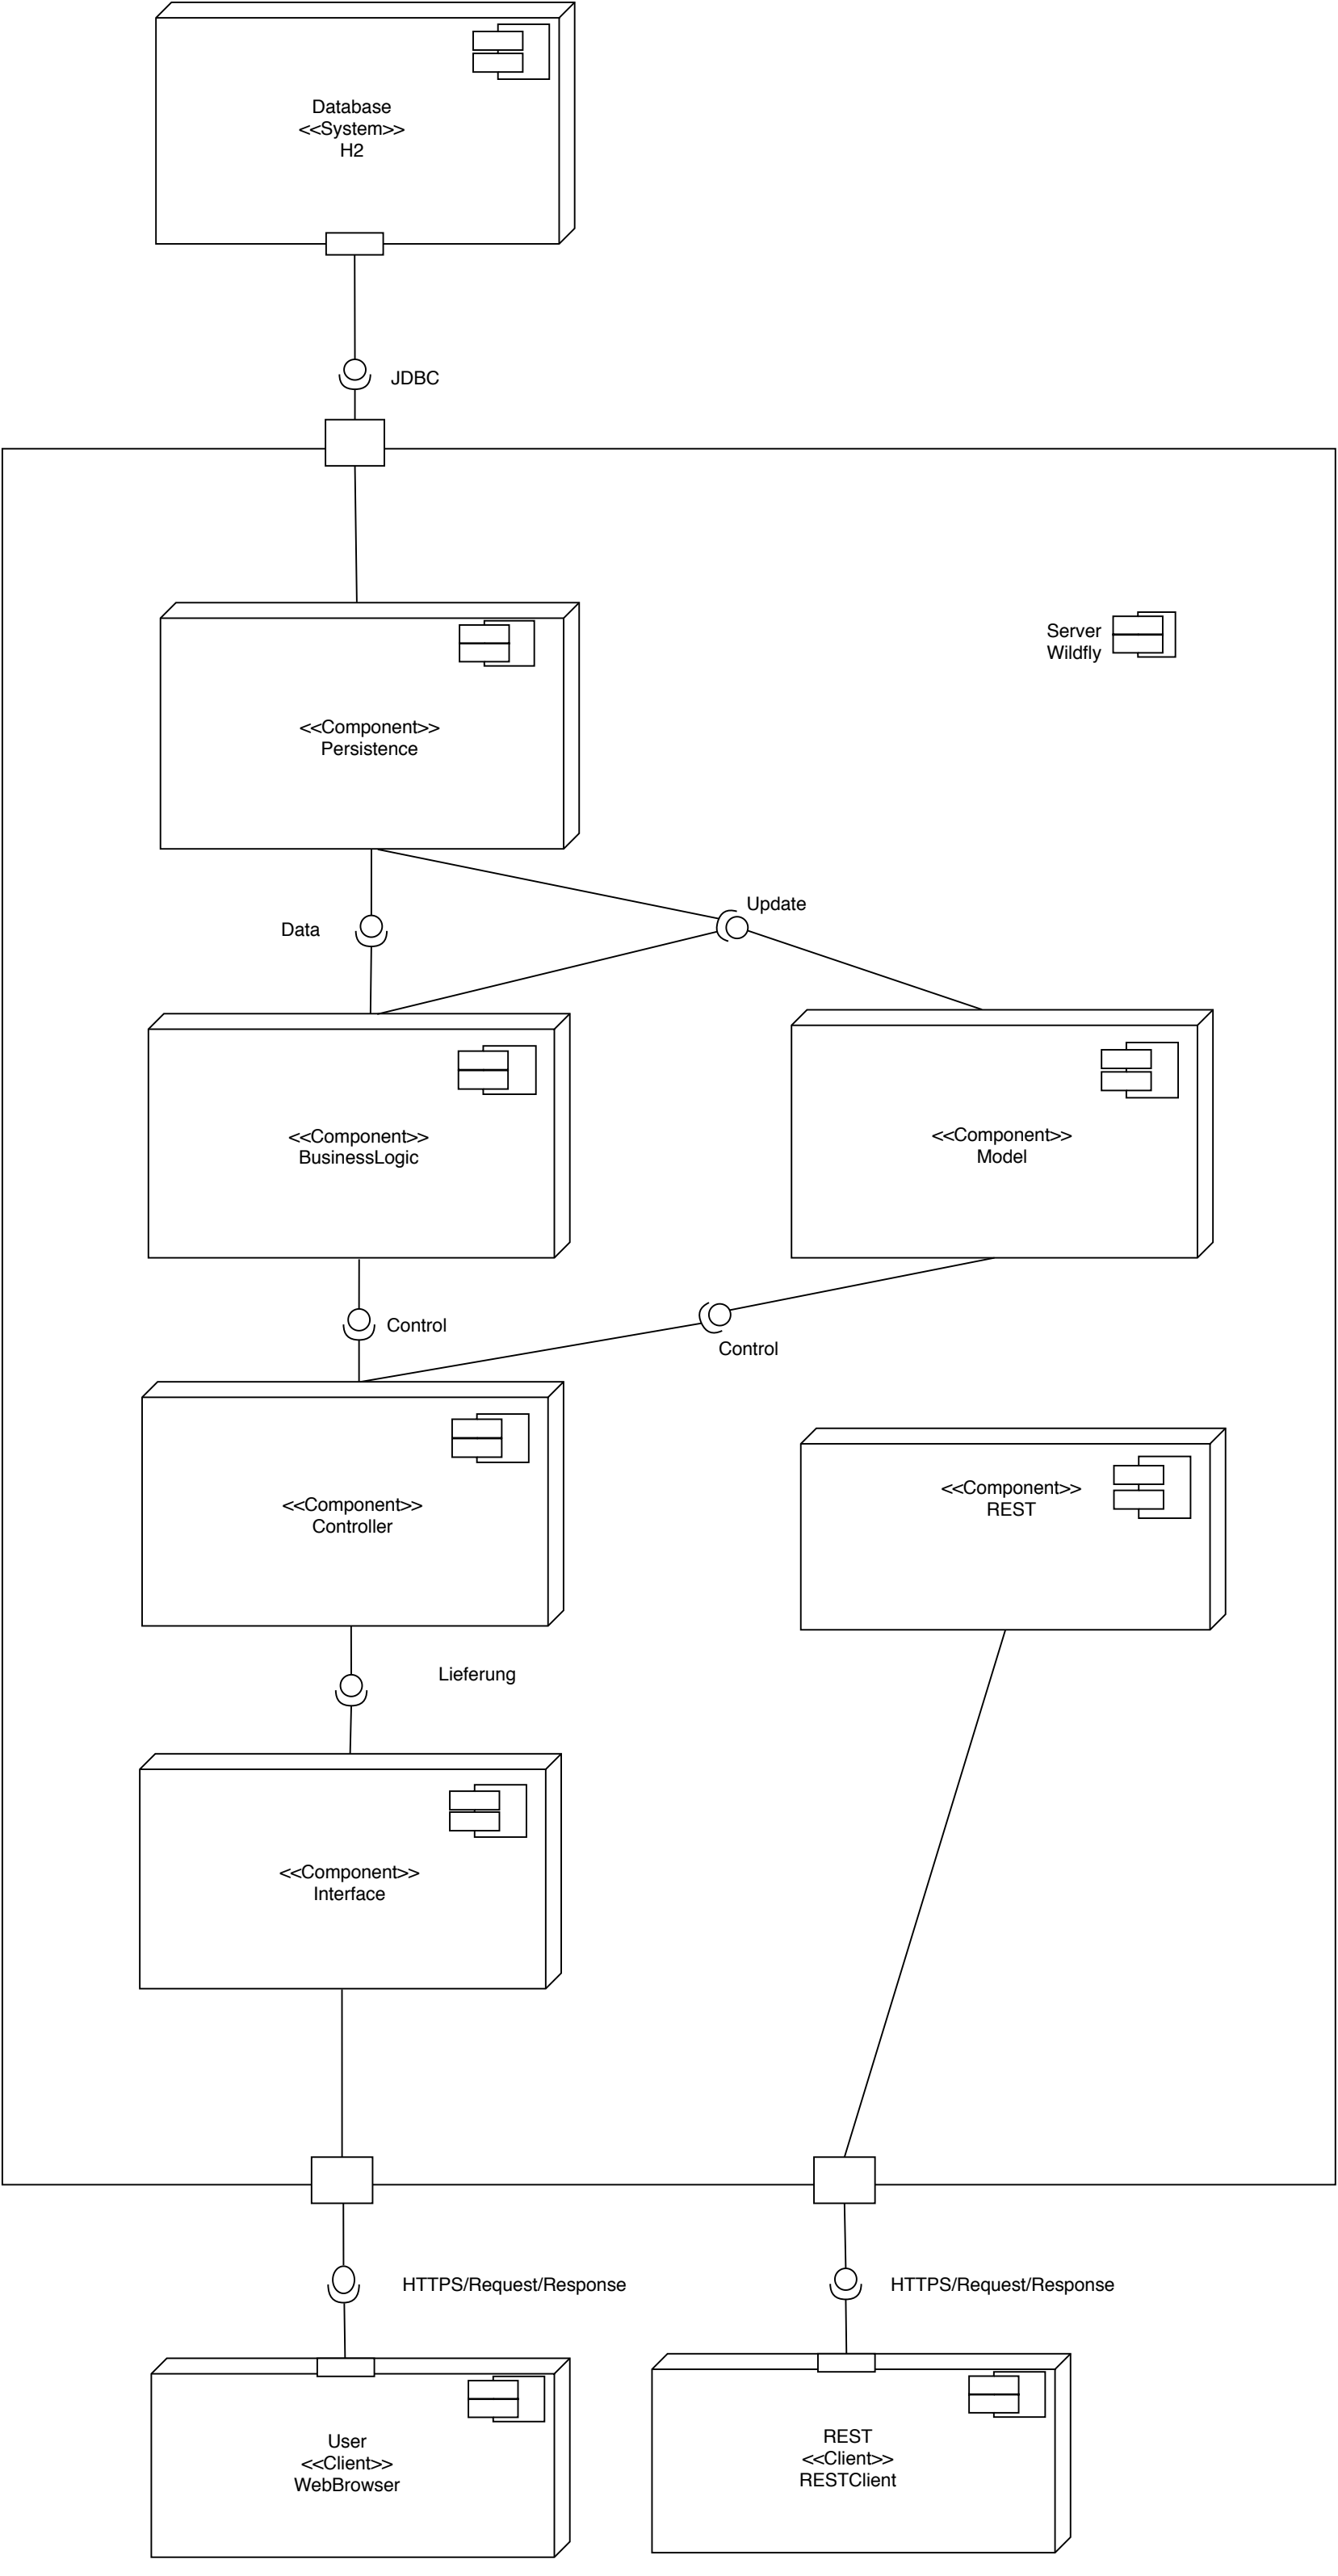 Database
<<System>>
H2
JDBC
Server
Wildfly
<<Component>>
Persistence
Update
Data
<<Component>>
BusinessLogic
<<Component>>
Model
Control
Control
<<Component>>
Controller
<<Component>>
REST
Lieferung
<<Component>>
Interface
HTTPS/Request/Response
HTTPS/Request/Response
User
<<Client>>
WebBrowser
REST
<<Client>>
RESTClient